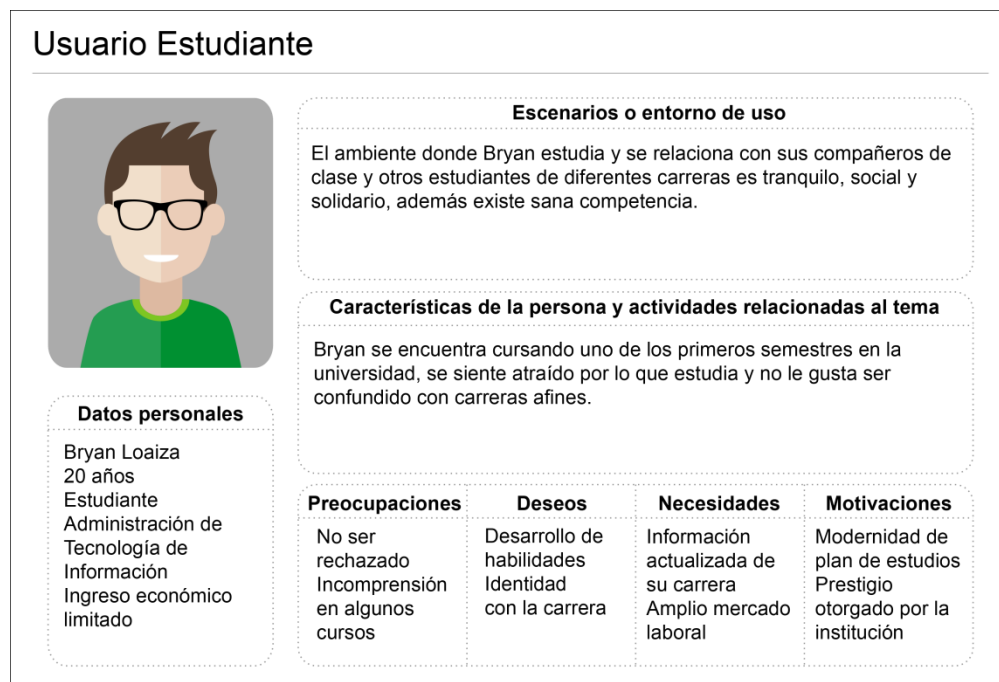 Usuario Estudiante
Escenarios o entorno de uso
El ambiente donde Bryan estudia y se relaciona con sus compañeros de
clase y otros estudiantes de diferentes carreras es tranquilo, social y
solidario, además existe sana competencia.
Características de la persona y actividades relacionadas al tema
Bryan se encuentra cursando uno de los primeros semestres en la
universidad, se siente atraído por lo que estudia y no le gusta ser
confundido con carreras afines.
Datos personales
Bryan Loaiza
20 años
Estudiante
Administración de
Tecnología de
Información
Ingreso económico
limitado
Preocupaciones
No ser
rechazado
Incomprensión
en algunos
cursos
Deseos
Desarrollo de
habilidades
Identidad
con la carrera
Necesidades
Información
actualizada de
su carrera
Amplio mercado
laboral
Motivaciones
Modernidad de
plan de estudios
Prestigio
otorgado por la
institución